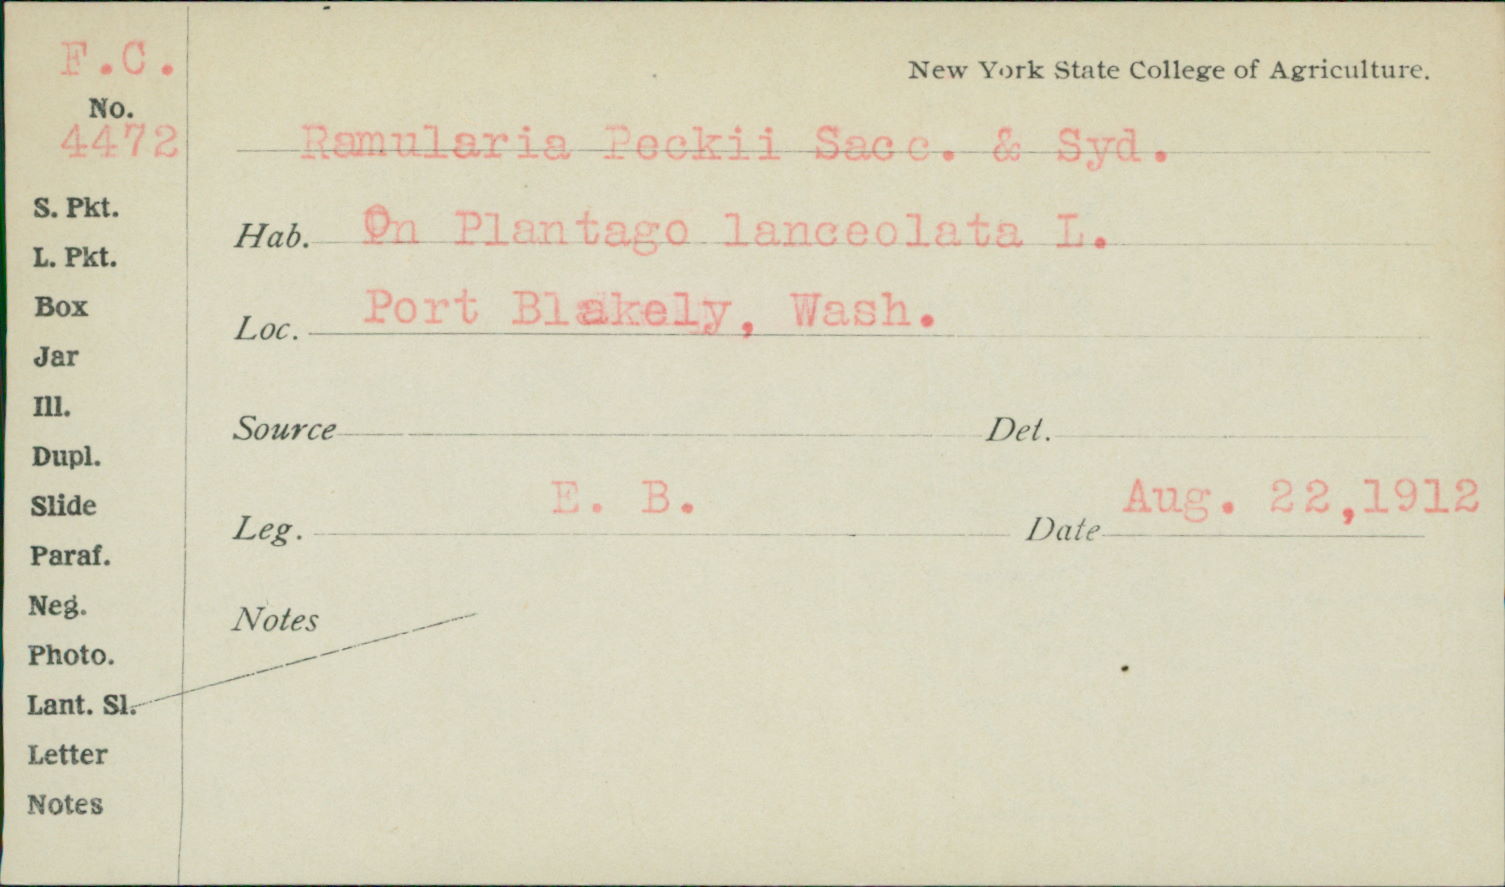 F.C.
New York State College of Agriculture.
No.
4472
Ramularia Peckii Sacc. & Syd.
Hab. On Plantago lanceolata L.
Loc. Port Blakely, Wash.
Source Det.
Leg. E. B. Date Aug. 22,1912
Notes
S. Pkt.
L. Pkt.
Box
Jar
Ill.
Dupl.
Slide
Paraf.
Neg.
Photo.
Lant. Sl.
Letter
Notes